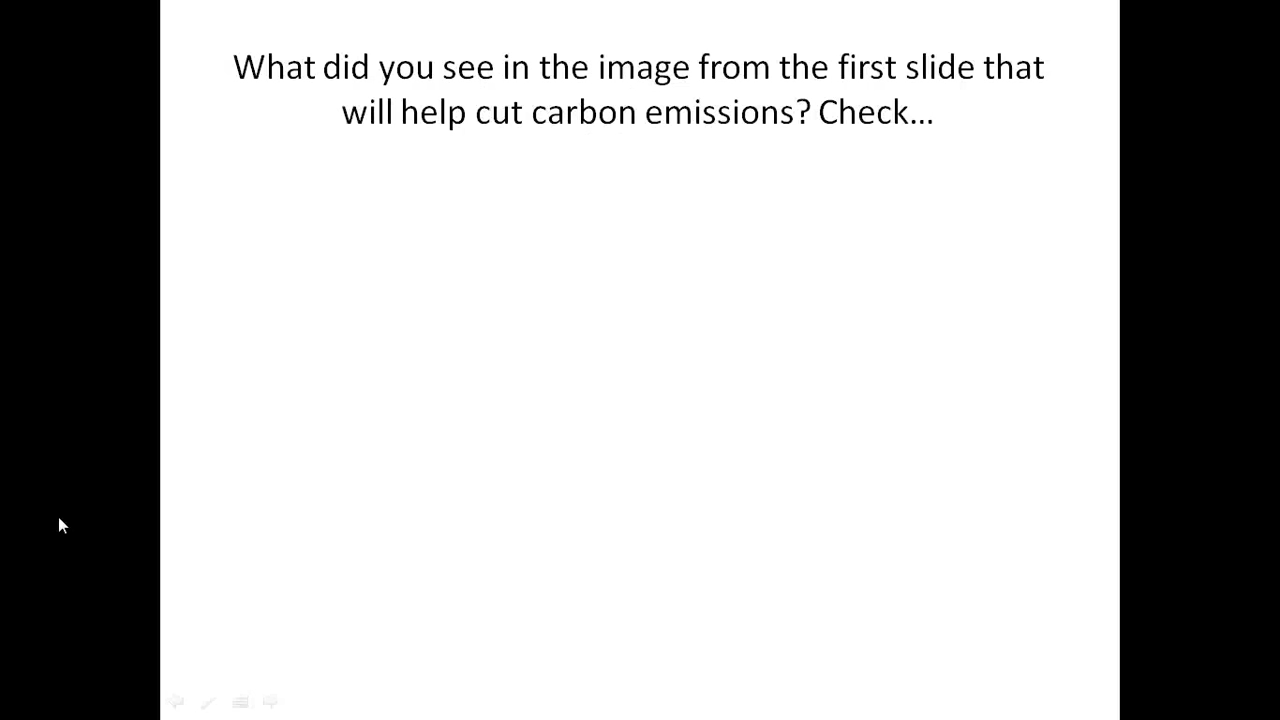 What did you see in the image from the first slide that
will help cut carbon emissions? Check...